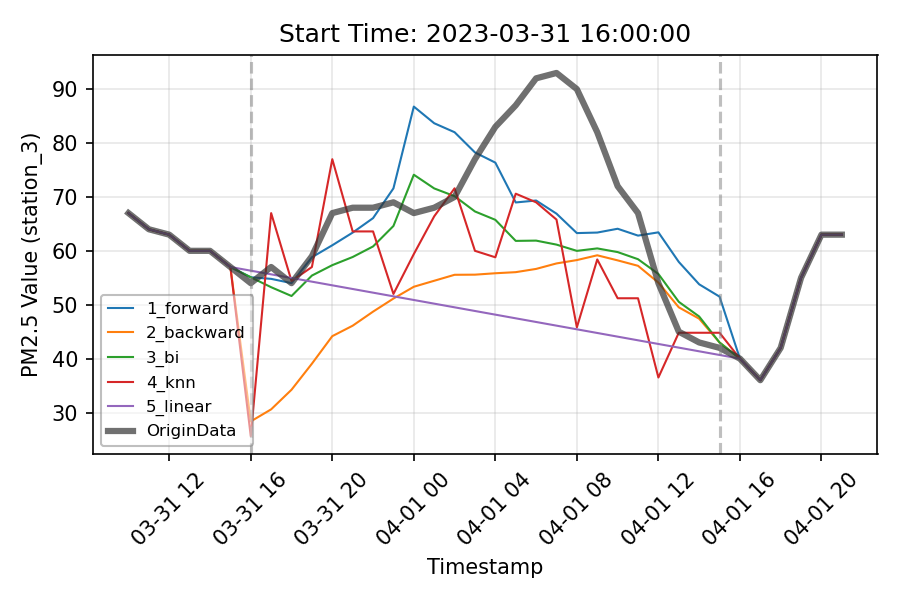 Start Time: 2023-03-31 16:00:00
PM2.5 Value (station_3)
90
80
70
60
50
40
30
1_forward
2_backward
3_bi
4_knn
5_linear
OriginData
03-31 12
03-31 16
03-31 20
04-01 00
04-01 04
04-01 08
04-01 12
04-01 16
04-01 20
Timestamp